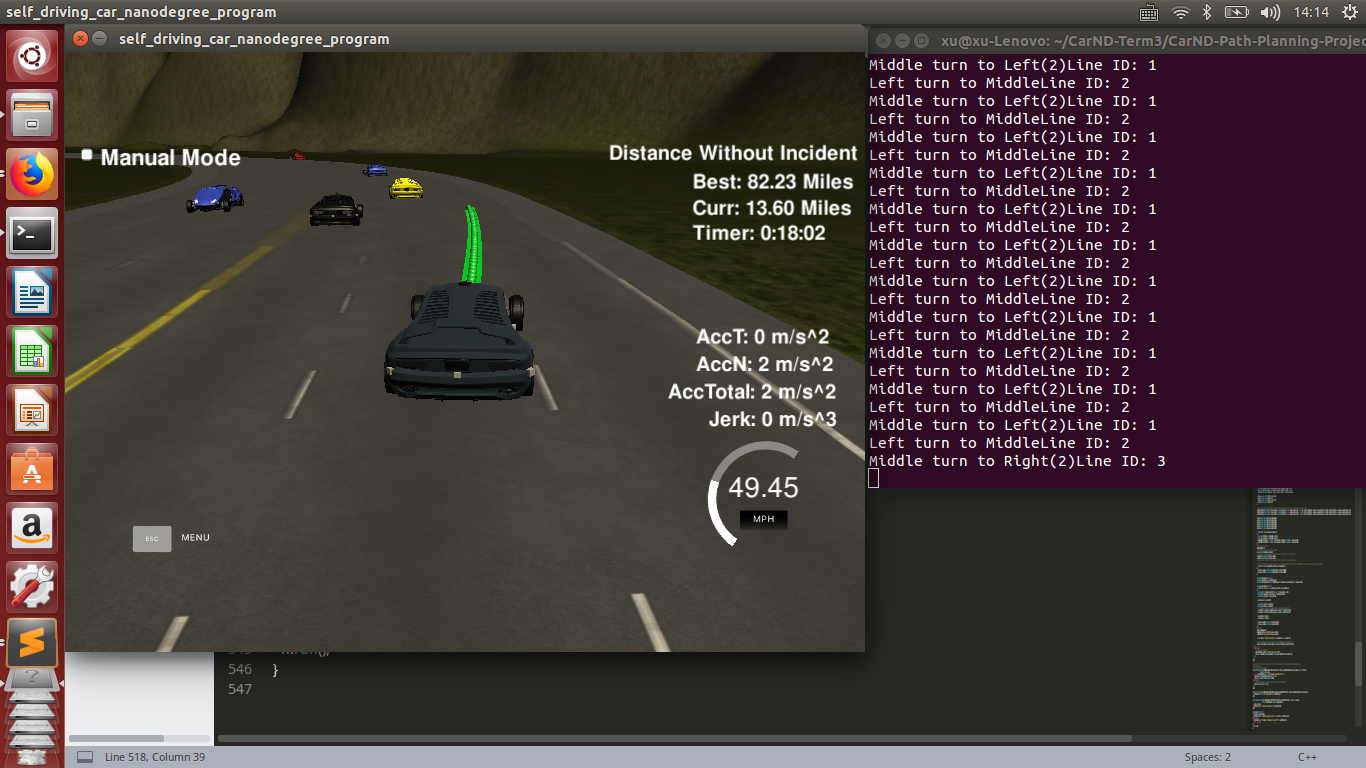 self_driving_car_nanodegree_program
14:14
self_driving_car_nanodegree_program
Manual Mode
Distance Without Incident
Best: 82.23 Miles
Curr: 13.60 Miles
Timer: 0:18:02
AccT: 0 m/s^2
AccN: 2 m/s^2
AccTotal: 2 m/s^2
Jerk: 0 m/s^3
49.45
MPH
ESC MENU
xu@xu-Lenovo: ~/CarND-Term3/CarND-Path-Planning-Projec
Middle turn to Left(2)Line ID: 1
Left turn to MiddleLine ID: 2
Middle turn to Left(2)Line ID: 1
Left turn to MiddleLine ID: 2
Middle turn to Left(2)Line ID: 1
Left turn to MiddleLine ID: 2
Middle turn to Left(2)Line ID: 1
Left turn to MiddleLine ID: 2
Middle turn to Left(2)Line ID: 1
Left turn to MiddleLine ID: 2
Middle turn to Left(2)Line ID: 1
Left turn to MiddleLine ID: 2
Middle turn to Left(2)Line ID: 1
Left turn to MiddleLine ID: 2
Middle turn to Left(2)Line ID: 1
Left turn to MiddleLine ID: 2
Middle turn to Left(2)Line ID: 1
Left turn to MiddleLine ID: 2
Middle turn to Left(2)Line ID: 1
Left turn to MiddleLine ID: 2
Middle turn to Left(2)Line ID: 1
Left turn to MiddleLine ID: 2
Middle turn to Right(2)Line ID: 3
546 }
547
Line 518, Column 39
Spaces: 2
C++